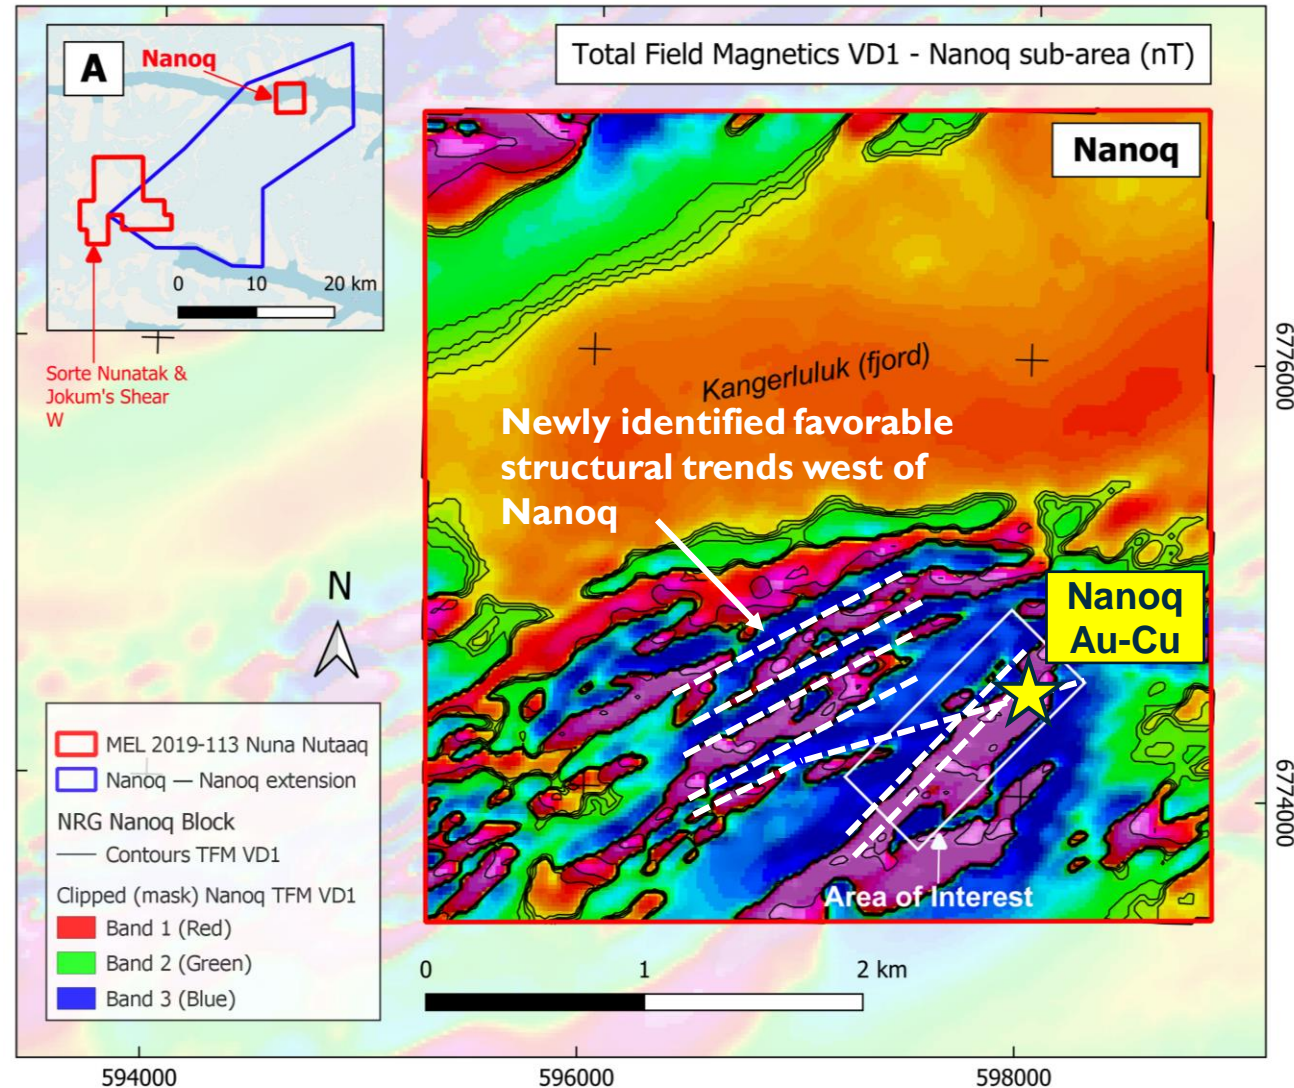 Total Field Magnetics VD1 - Nanoq sub-area (nT)
A
Nanoq
0 10 20 km
Sorte Nunatak &
Jokum's Shear
W
Nanoq
Kangerluluk (fjord)
Newly identified favorable
structural trends west of
Nanoq
Nanoq
Au-Cu
Area of Interest
N
MEL 2019-113 Nuna Nutaaq
Nanoq — Nanoq extension
NRG Nanoq Block
Contours TFM VD1
Clipped (mask) Nanoq TFM VD1
Band 1 (Red)
Band 2 (Green)
Band 3 (Blue)
0 1 2 km
6776000
6774000
594000 596000 598000